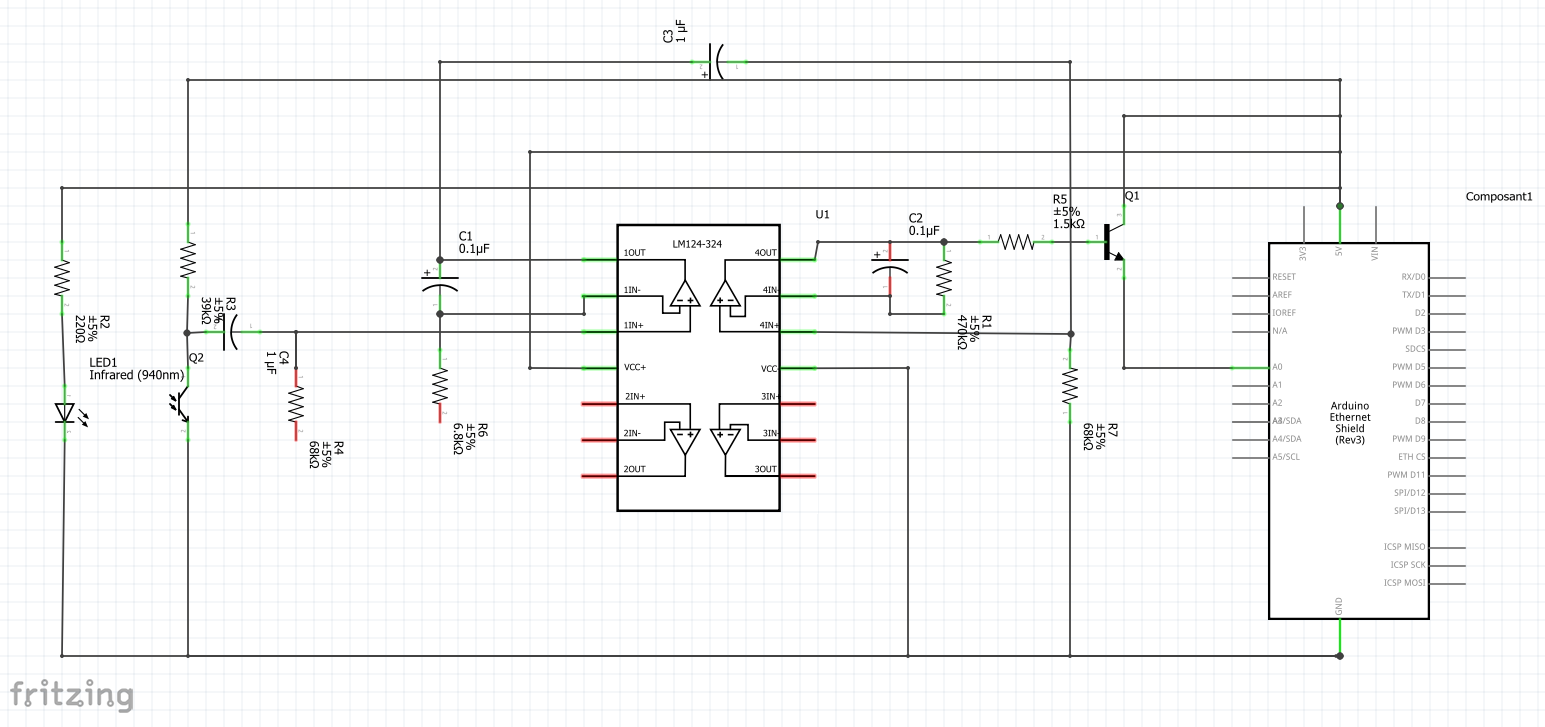 C3
1 µF
C1
0.1µF
U1
LM124-324
1OUT
1IN-
1IN+
VCC+
2IN+
2IN-
2OUT
4OUT
4IN-
4IN+
VCC
3IN+
3IN-
3OUT
C2
0.1µF
R5
±5%
1.5kΩ
Q1
Composant1
R2
±5%
220Ω
R3
±5%
39kΩ
C4
1 µF
Q2
LED1
Infrared (940nm)
R4
±5%
68kΩ
R6
±5%
6.8kΩ
R1
±5%
470kΩ
R7
±5%
68kΩ
3V3
5V
VIN
RESET
AREF
IOREF
N/A
A0
A1
A2
A3/SDA
A4/SDA
A5/SCL
Arduino
Ethernet
Shield
(Rev3)
RX/D0
TX/D1
D2
PWM D3
SDCS
PWM D5
PWM D6
D7
D8
PWM D9
ETH CS
PWM D11
SPI/D12
SPI/D13
ICSP MISO
ICSP SCK
ICSP MOSI
GND
fritzing